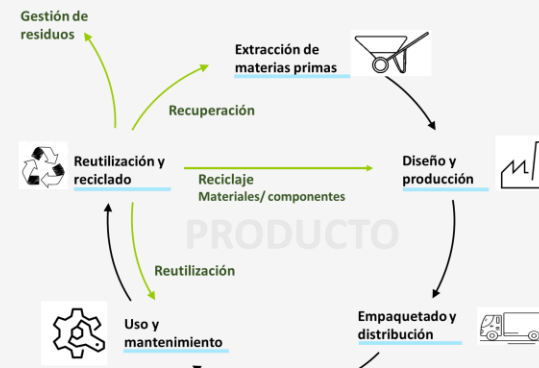 Gestión de
residuos
Extracción de
materias primas
Recuperación
Reutilización y
reciclado
Reciclaje
Materiales/ componentes
Diseño y
producción
PRODUCTO
Reutilización
Uso y
mantenimiento
Empaquetado y
distribución